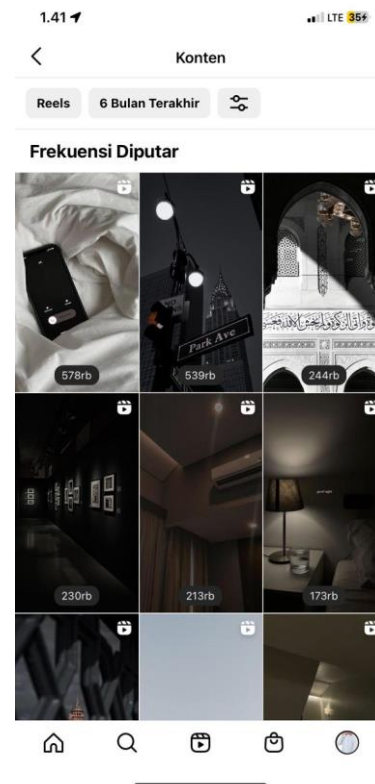 1.41
LTE 35
Konten
Reels
6 Bulan Terakhir
Frekuensi Diputar
Park Ave
578rb
539rb
244rb
230rb
213rb
173rb